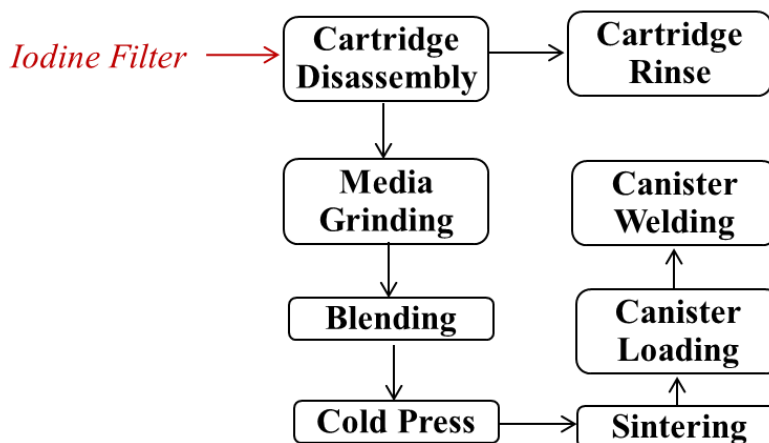 Iodine Filter
Cartridge
Disassembly
Cartridge
Rinse
Media
Grinding
Canister
Welding
Blending
Canister
Loading
Cold Press
Sintering